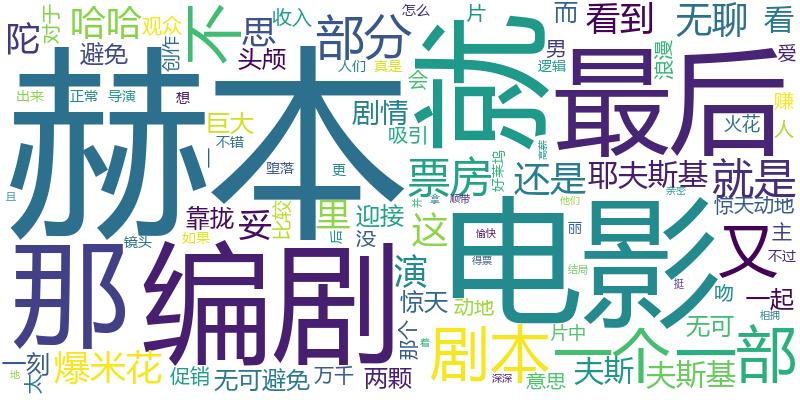 陀
对于
哈哈
观众
不
思
收入
部分
怎么
就
片
而
看到
无聊
看
避免
创作
头颅
人们
真是
会
男
逻辑
浪漫
爱
赫本
最后
出来
正常
导演
想
巨大
不错
剧情
吸引
赚
火花
人
一
堕落
更
票房
好莱坞
还是
耶夫斯基
就是
且
靠拢
妥
比较
里
迎接
这
拿
顺带
他们
亲密
惊天动地
主
那
编剧
镜头
如果
后
没
演
电影
愉快
丽
又
不过
得票
结局
挺
吻
一起
惊天
动地
相拥
一刻
爆米花
那个
着
剧本
一个
片中
无可
一部
地
太
促销
无可避免
万千
两颗
深深
意思
夫斯
夫斯基